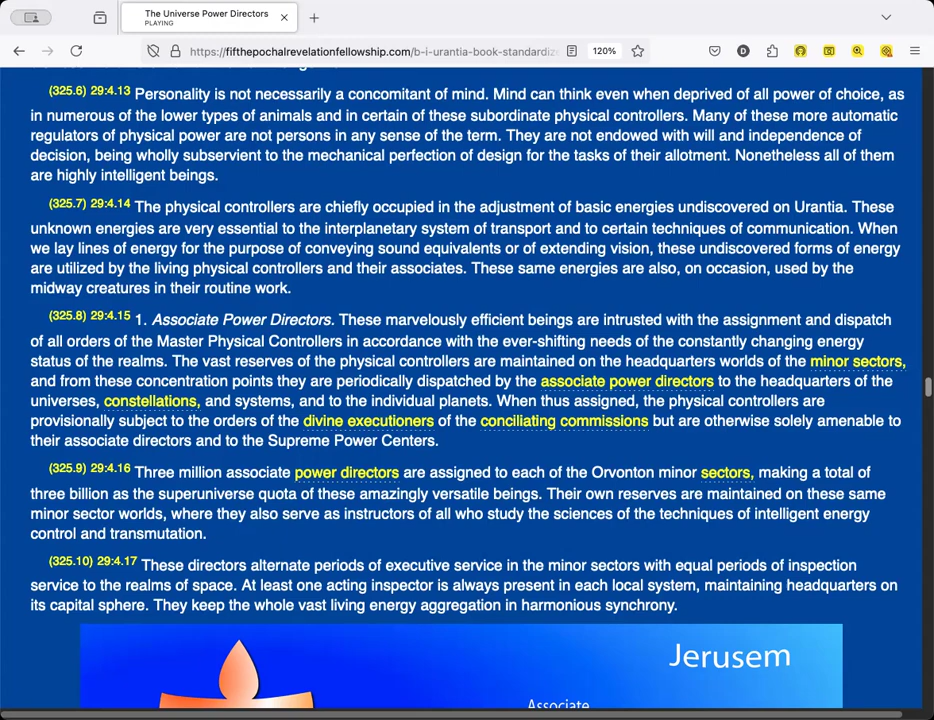 The Universe Power Directors
PLAYING
https://fifthepochalrevelationfellowship.com/b-i-urantia-book-standardiz
120%
(325.6) 29:4.13 Personality is not necessarily a concomitant of mind. Mind can think even when deprived of all power of choice, as
in numerous of the lower types of animals and in certain of these subordinate physical controllers. Many of these more automatic
regulators of physical power are not persons in any sense of the term. They are not endowed with will and independence of
decision, being wholly subservient to the mechanical perfection of design for the tasks of their allotment. Nonetheless all of them
are highly intelligent beings.
(325.7) 29:4.14 The physical controllers are chiefly occupied in the adjustment of basic energies undiscovered on Urantia. These
unknown energies are very essential to the interplanetary system of transport and to certain techniques of communication. When
we lay lines of energy for the purpose of conveying sound equivalents or of extending vision, these undiscovered forms of energy
are utilized by the living physical controllers and their associates. These same energies are also, on occasion, used by the
midway creatures in their routine work.
(325.8) 29:4.15 1. Associate Power Directors. These marvelously efficient beings are intrusted with the assignment and dispatch
of all orders of the Master Physical Controllers in accordance with the ever-shifting needs of the constantly changing energy
status of the realms. The vast reserves of the physical controllers are maintained on the headquarters worlds of the minor sectors,
and from these concentration points they are periodically dispatched by the associate power directors to the headquarters of the
universes, constellations, and systems, and to the individual planets. When thus assigned, the physical controllers are
provisionally subject to the orders of the divine executioners of the conciliating commissions but are otherwise solely amenable to
their associate directors and to the Supreme Power Centers.
(325.9) 29:4.16 Three million associate power directors are assigned to each of the Orvonton minor sectors, making a total of
three billion as the superuniverse quota of these amazingly versatile beings. Their own reserves are maintained on these same
minor sector worlds, where they also serve as instructors of all who study the sciences of the techniques of intelligent energy
control and transmutation.
(325.10) 29:4.17 These directors alternate periods of executive service in the minor sectors with equal periods of inspection
service to the realms of space. At least one acting inspector is always present in each local system, maintaining headquarters on
its capital sphere. They keep the whole vast living energy aggregation in harmonious synchrony.
Jerusem
Associate